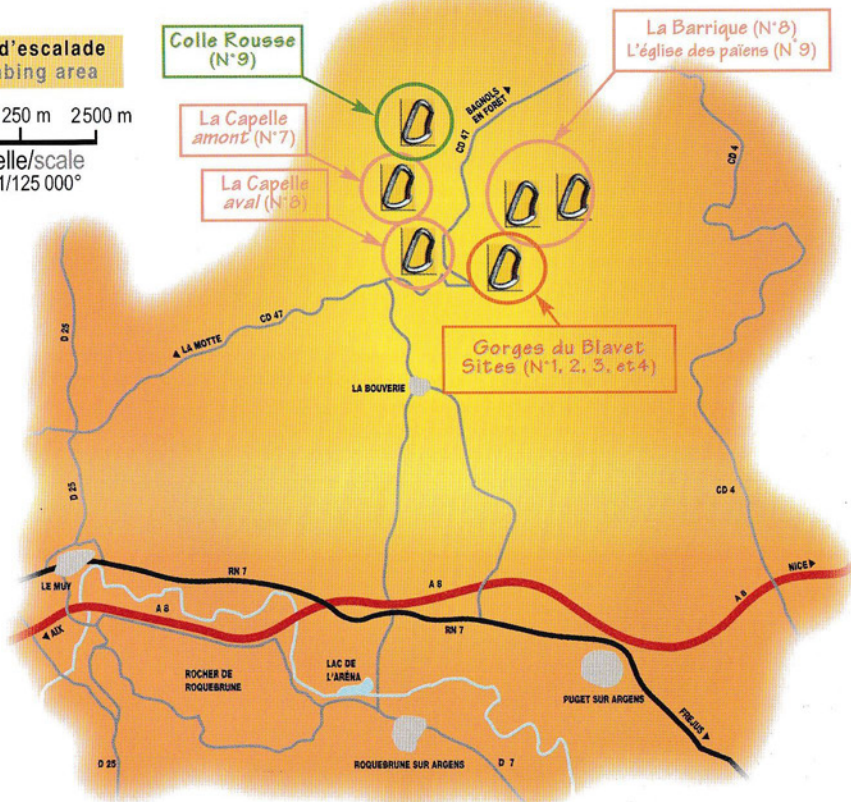 d'escalade
bing area
250 m 2500 m
elle/scale
1/125 000°
Colle Rousse
(N°9)
La Barrique (N°8)
L'église des païens (N°9)
La Capelle
amont (N°7)
La Capelle
aval (N°8)
BAGNOLS
EN FORÊT
CD 47
CD 4
D 25
CD 47
LA MOTTE
Gorges du Blavet
Sites (N°1, 2, 3, et 4)
LA BOUVERIE
D 25
CD 4
LE MUY
RN 7
A 8
NICE
A 8
A 8
AIX
RN 7
ROCHER DE
ROQUEBRUNE
LAC DE
L'ARÉNA
PUGET SUR ARGENS
FREJUS
D 25
ROQUEBRUNE SUR ARGENS
D 7